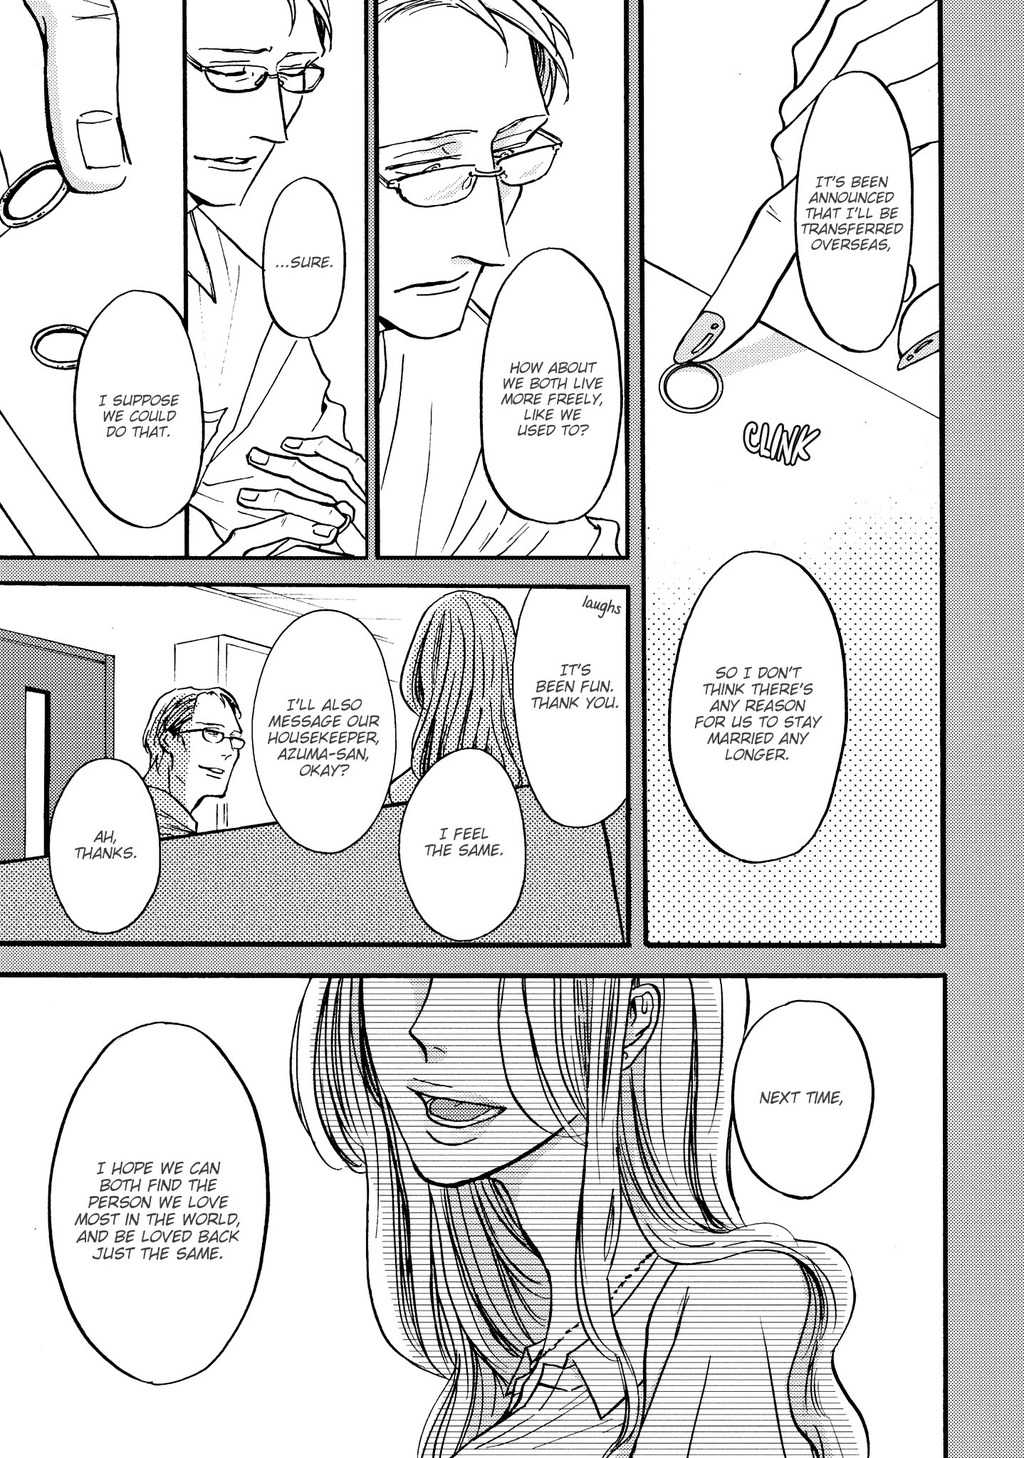 IT'S BEEN
ANNOUNCED
THAT I'LL BE
TRANSFERRED
OVERSEAS,
CLINK
SO I DON'T
THINK THERE'S
ANY REASON
FOR US TO STAY
MARRIED ANY
LONGER.
HOW ABOUT
WE BOTH LIVE
MORE FREELY,
LIKE WE
USED TO?
...SURE.
I SUPPOSE
WE COULD
DO THAT.
laughs
IT'S
BEEN FUN.
THANK YOU.
I FEEL
THE SAME.
I'LL ALSO
MESSAGE OUR
HOUSEKEEPER,
AZUMA-SAN,
OKAY?
AH,
THANKS.
NEXT TIME,
I HOPE WE CAN
BOTH FIND THE
PERSON WE LOVE
MOST IN THE WORLD,
AND BE LOVED BACK
JUST THE SAME.